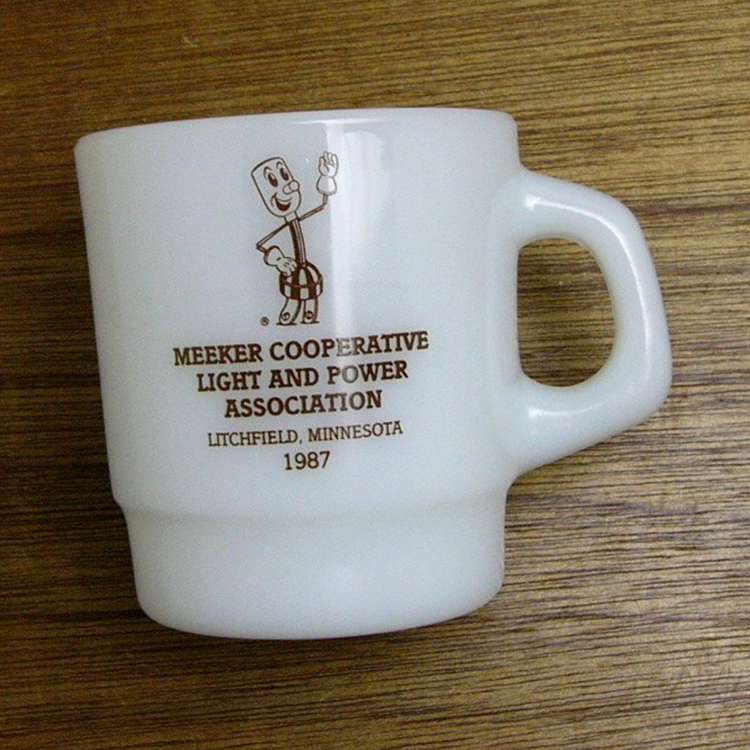 ®
MEEKER COOPERATIVE
LIGHT AND POWER
ASSOCIATION
LITCHFIELD, MINNESOTA
1987